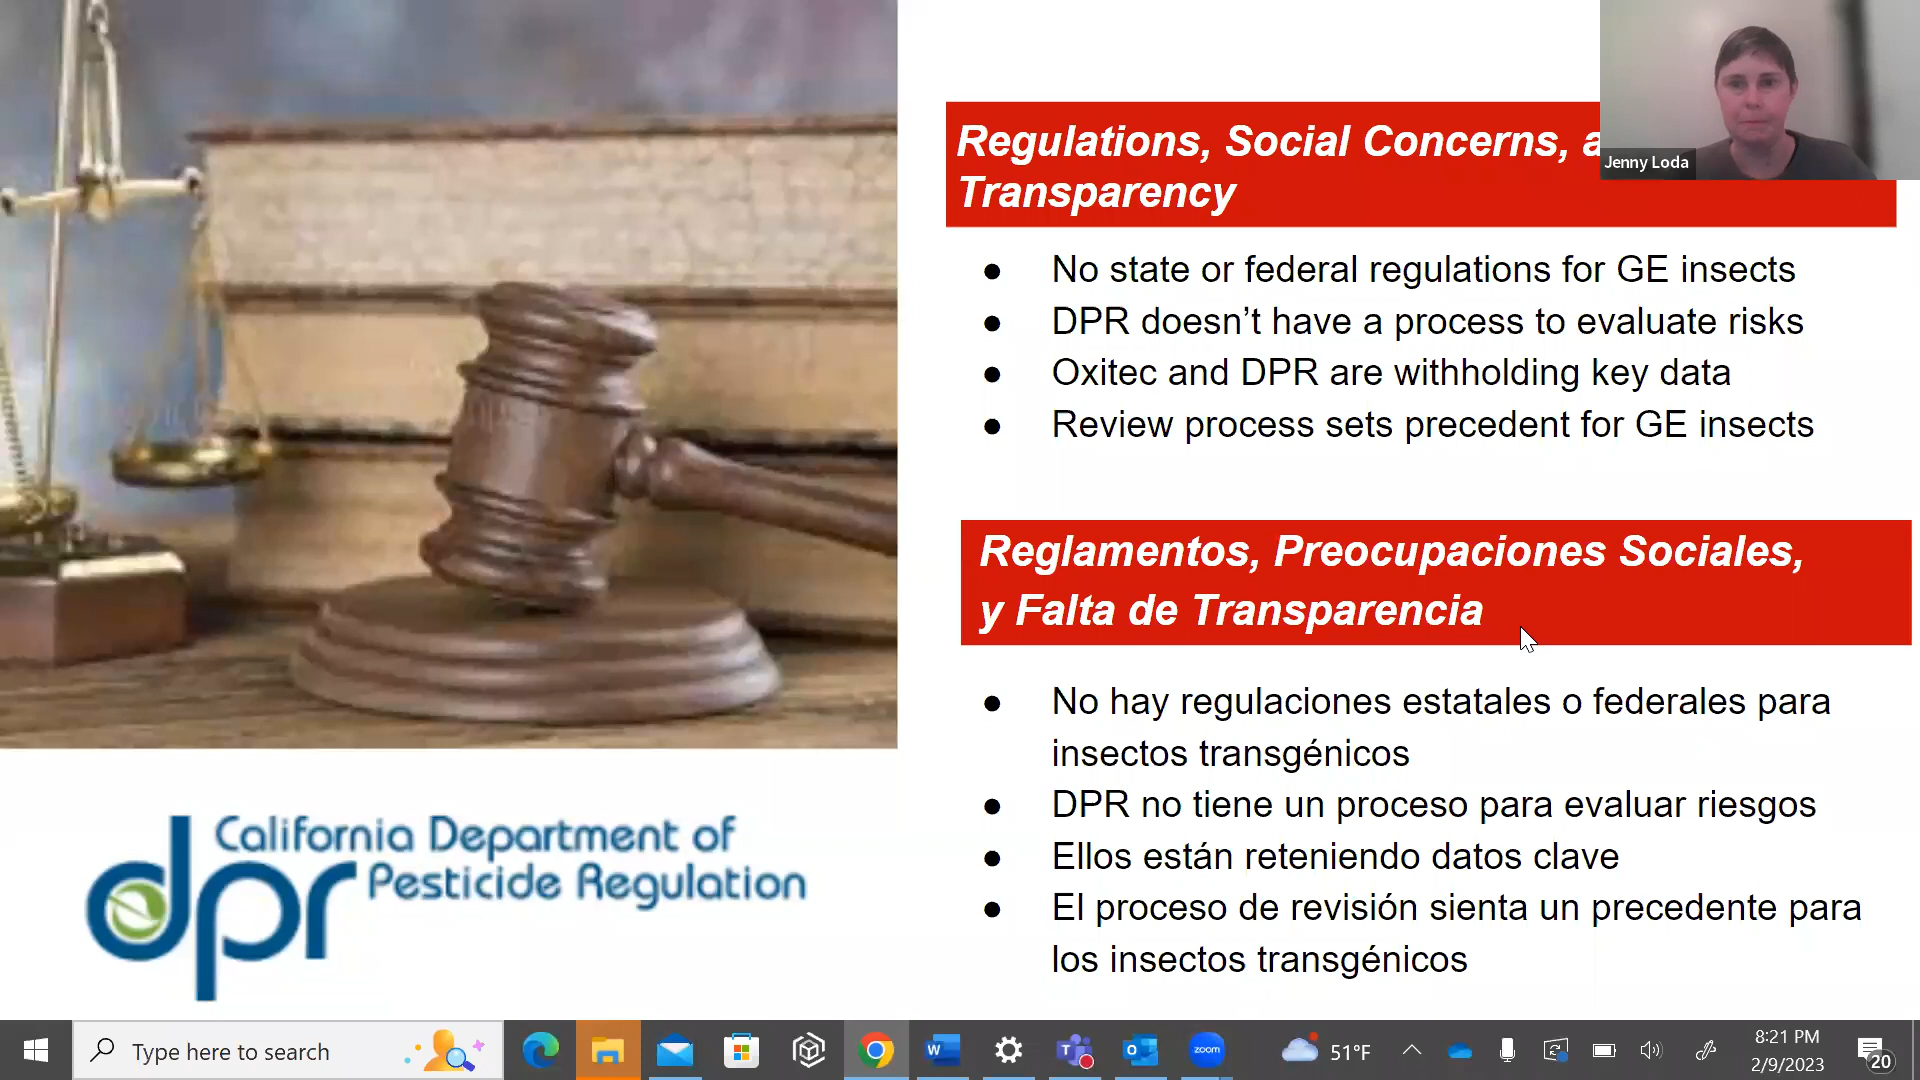 Regulations, Social Concerns,
Transparency
Jenny Loda
● No state or federal regulations for GE insects
● DPR doesn’t have a process to evaluate risks
● Oxitec and DPR are withholding key data
● Review process sets precedent for GE insects
Reglamentos, Preocupaciones Sociales,
y Falta de Transparencia
● No hay regulaciones estatales o federales para
insectos transgénicos
● DPR no tiene un proceso para evaluar riesgos
● Ellos están reteniendo datos clave
● El proceso de revisión sienta un precedente para
los insectos transgénicos
dpr
California Department of
Pesticide Regulation
Type here to search
W
T
O
zoom
51°F
8:21 PM
2/9/2023
20